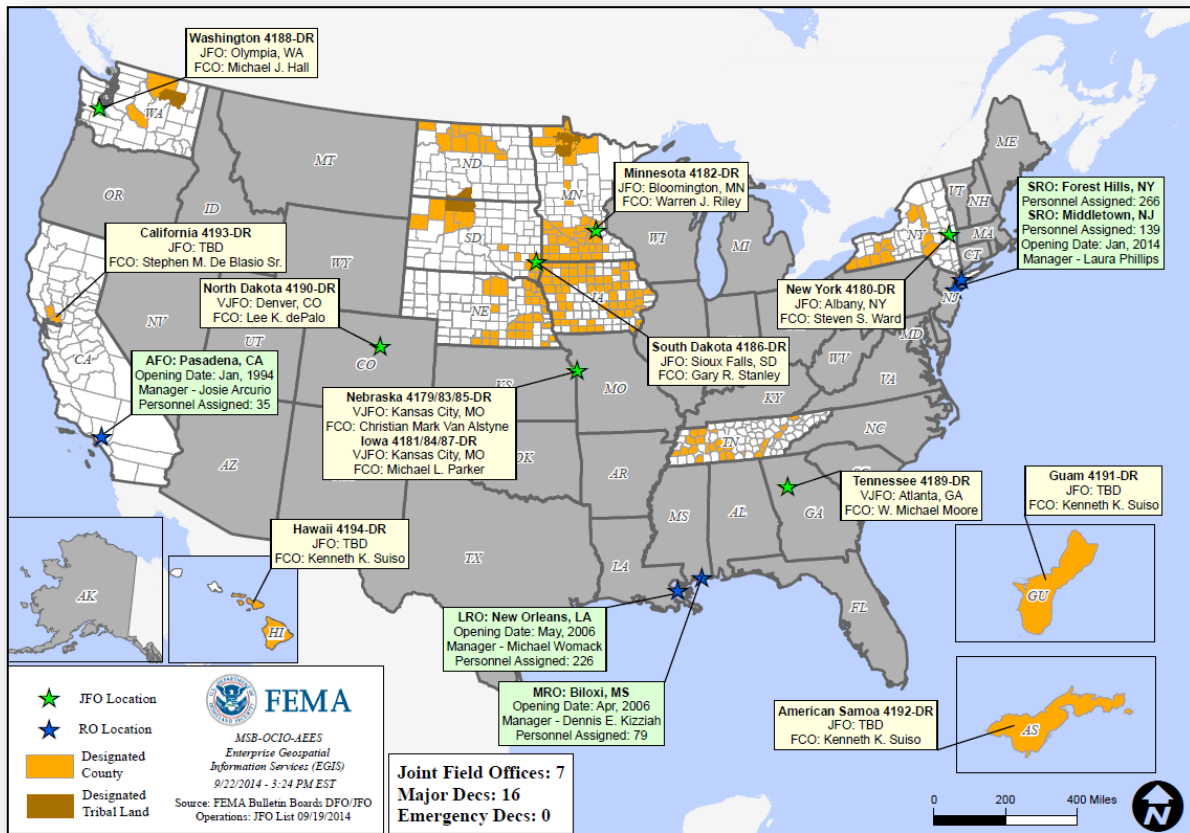 Washington 4188-DR
JFO: Olympia, WA
FCO: Michael J. Hall
WA
MT
ND
MN
OR
ID
SD
WY
WI
MI
NY
ME
VT
NH
MA
CT
NJ
Minnesota 4182-DR
JFO: Bloomington, MN
FCO: Warren J. Riley
SRO: Forest Hills, NY
Personnel Assigned: 266
SRO: Middletown, NJ
Personnel Assigned: 139
Opening Date: Jan, 2014
Manager - Laura Phillips
California 4193-DR
JFO: TBD
FCO: Stephen M. De Blasio Sr.
North Dakota 4190-DR
VJFO: Denver, CO
FCO: Lee K. dePalo
New York 4180-DR
JFO: Albany, NY
FCO: Steven S. Ward
NE
IA
NV
UT
CO
CA
KS
MO
KY
WV
VA
MD
South Dakota 4186-DR
JFO: Sioux Falls, SD
FCO: Gary R. Stanley
AFO: Pasadena, CA
Opening Date: Jan, 1994
Manager - Josie Arcurio
Personnel Assigned: 35
Nebraska 4179/83/85-DR
VJFO: Kansas City, MO
FCO: Christian Mark Van Alstyne
Iowa 4181/84/87-DR
VJFO: Kansas City, MO
FCO: Michael L. Parker
AZ
OK
AR
TN
NC
SC
MS
AL
GA
TX
LA
FL
Tennessee 4189-DR
VJFO: Atlanta, GA
FCO: W. Michael Moore
Guam 4191-DR
JFO: TBD
FCO: Kenneth K. Suiso
GU
Hawaii 4194-DR
JFO: TBD
FCO: Kenneth K. Suiso
AK
HI
LRO: New Orleans, LA
Opening Date: May, 2006
Manager - Michael Womack
Personnel Assigned: 226
MRO: Biloxi, MS
Opening Date: Apr, 2006
Manager - Dennis E. Kizziah
Personnel Assigned: 79
American Samoa 4192-DR
JFO: TBD
FCO: Kenneth K. Suiso
AS
JFO Location
RO Location
Designated
County
Designated
Tribal Land
FEMA
MSB-OCIO-AEES
Enterprise Geospatial
Information Services (EGIS)
9/22/2014 - 3:24 PM EST
Source: FEMA Bulletin Boards DFO/JFO
Operations: JFO List 09/19/2014
Joint Field Offices: 7
Major Decs: 16
Emergency Decs: 0
0 200 400 Miles
N